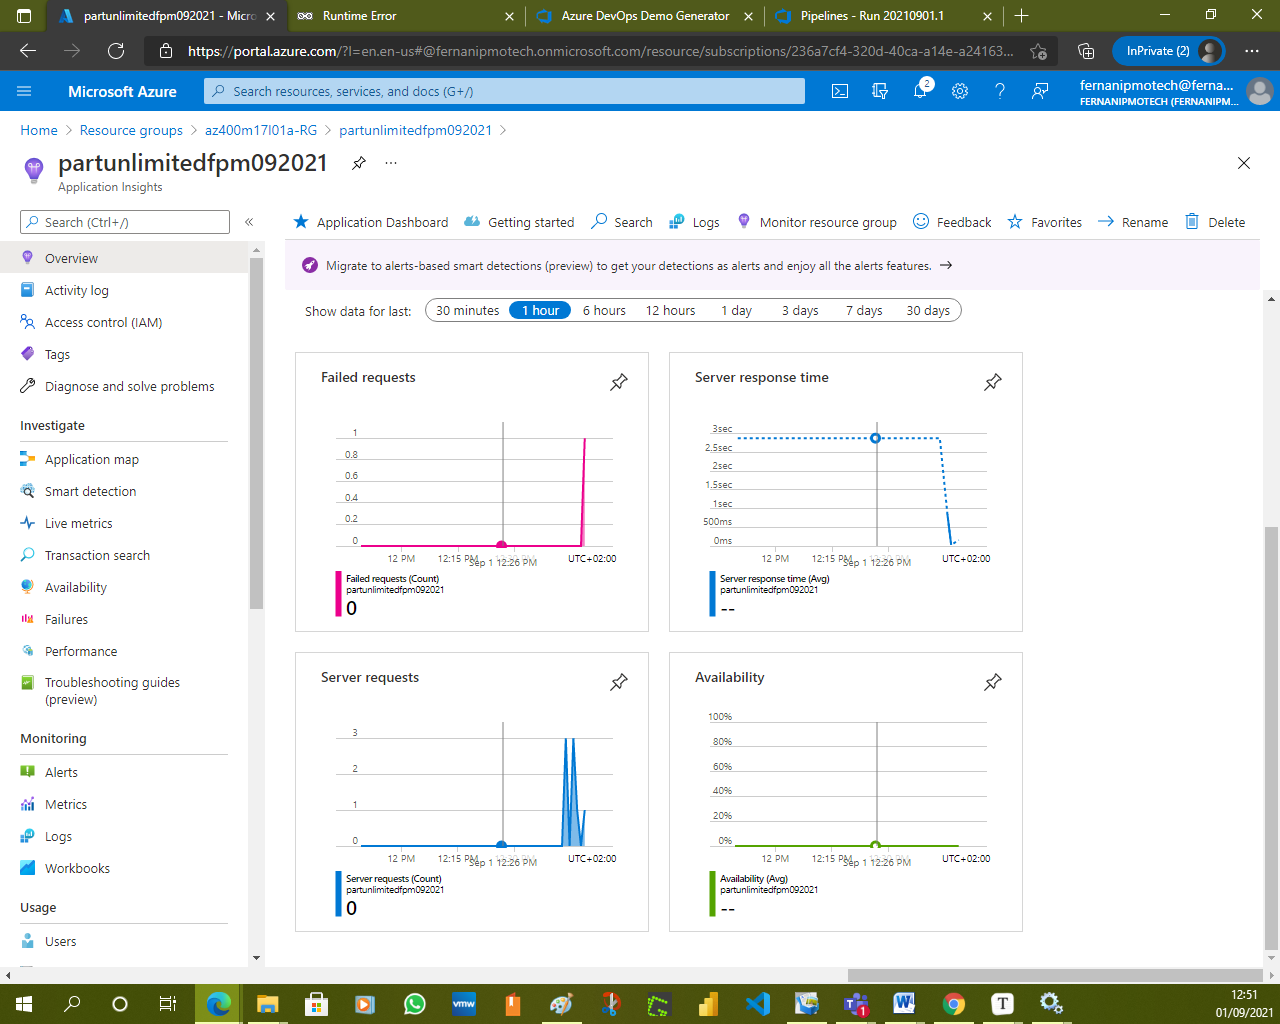 partunlimitedfpm092021 - Micro
Runtime Error
Azure DevOps Demo Generator
Pipelines - Run 20210901.1
https://portal.azure.com/?l=en.en-us#@fernanipmotech.onmicrosoft.com/resource/subscriptions/236a7cf4-320d-40ca-a14e-a24163...
InPrivate (2)
Microsoft Azure
Search resources, services, and docs (G+/)
2
fernanipmotech@ferna...
FERNANIPMOTECH (FERNANIPM...
Home > Resource groups > az400m17l01a-RG > partunlimitedfpm092021 >
partunlimitedfpm092021
Application Insights
Search (Ctrl+/)
Application Dashboard
Getting started
Search
Logs
Monitor resource group
Feedback
Favorites
Rename
Delete
Migrate to alerts-based smart detections (preview) to get your detections as alerts and enjoy all the alerts features.
Show data for last:
30 minutes
1 hour
6 hours
12 hours
1 day
3 days
7 days
30 days
Overview
Activity log
Access control (IAM)
Tags
Diagnose and solve problems
Investigate
Application map
Smart detection
Live metrics
Transaction search
Availability
Failures
Performance
Troubleshooting guides
(preview)
Monitoring
Alerts
Metrics
Logs
Workbooks
Usage
Users
Failed requests
1
0.8
0.6
0.4
0.2
0
12 PM
12:15 PM
Sep 1 12:26 PM
UTC+02:00
Failed requests (Count)
partunlimitedfpm092021
0
Server response time
3sec
2.5sec
2sec
1.5sec
1sec
500ms
0ms
12 PM
12:15 PM
Sep 1 12:26 PM
UTC+02:00
Server response time (Avg)
partunlimitedfpm092021
--
Server requests
3
2
1
0
12 PM
12:15 PM
Sep 1 12:26 PM
UTC+02:00
Server requests (Count)
partunlimitedfpm092021
0
Availability
100%
80%
60%
40%
20%
0%
12 PM
12:15 PM
Sep 1 12:26 PM
UTC+02:00
Availability (Avg)
partunlimitedfpm092021
--
vmw
1
12:51
01/09/2021